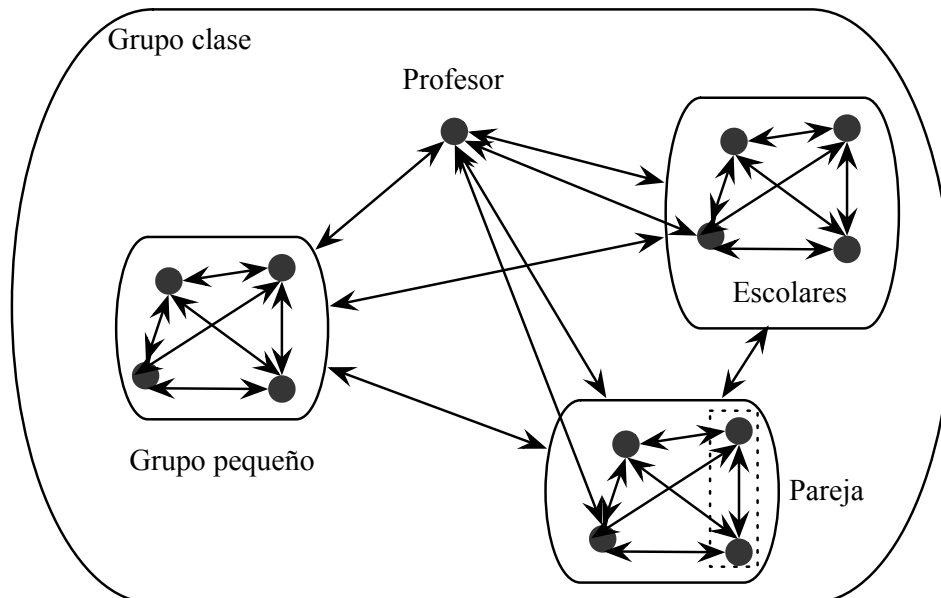 Grupo clase
Profesor
Escolares
Grupo pequeño
Pareja